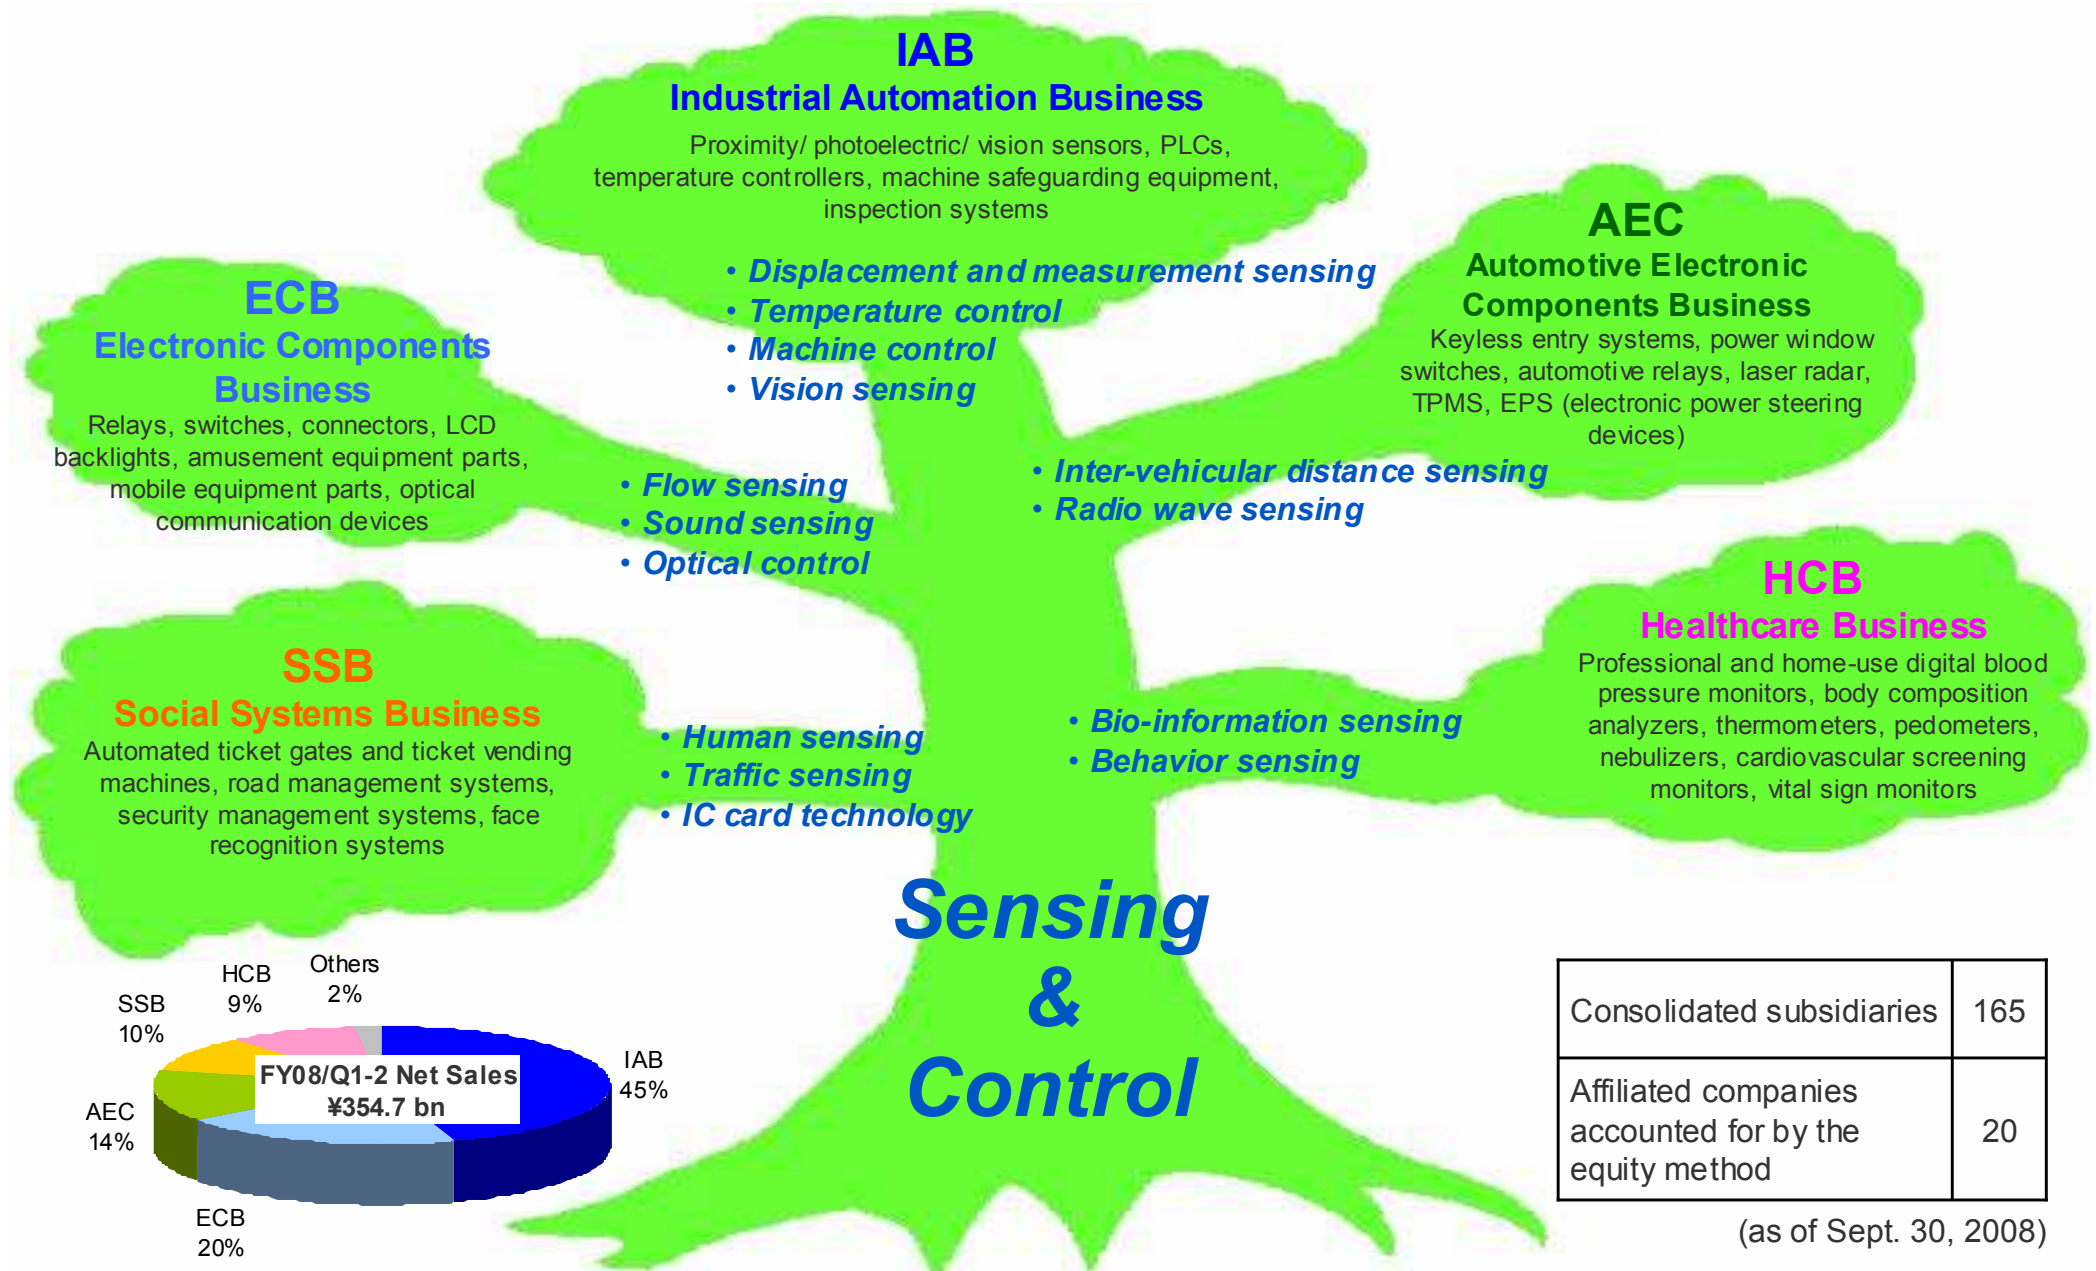 IAB
Industrial Automation Business
Proximity/ photoelectric/ vision sensors, PLCs,
temperature controllers, machine safeguarding equipment,
inspection systems
• Displacement and measurement sensing
• Temperature control
• Machine control
• Vision sensing
AEC
Automotive Electronic
Components Business
Keyless entry systems, power window
switches, automotive relays, laser radar,
TPMS, EPS (electronic power steering
devices)
• Inter-vehicular distance sensing
• Radio wave sensing
ECB
Electronic Components
Business
Relays, switches, connectors, LCD
backlights, amusement equipment parts,
mobile equipment parts, optical
communication devices
• Flow sensing
• Sound sensing
• Optical control
HCB
Healthcare Business
Professional and home-use digital blood
pressure monitors, body composition
analyzers, thermometers, pedometers,
nebulizers, cardiovascular screening
monitors, vital sign monitors
• Bio-information sensing
• Behavior sensing
SSB
Social Systems Business
Automated ticket gates and ticket vending
machines, road management systems,
security management systems, face
recognition systems
• Human sensing
• Traffic sensing
• IC card technology
Sensing
&
Control
Others
2%
HCB
9%
SSB
10%
AEC
14%
ECB
20%
IAB
45%
FY08/Q1-2 Net Sales
¥354.7 bn
Consolidated subsidiaries 165
Affiliated companies
accounted for by the 20
equity method
(as of Sept. 30, 2008)